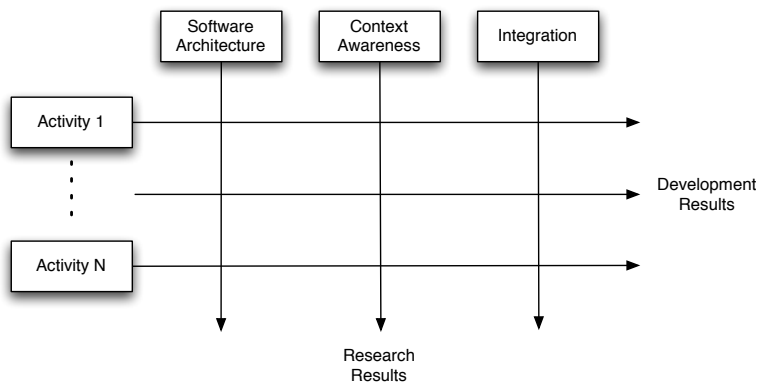 Software
Architecture
Context
Awareness
Integration
Activity 1
Development
Results
Activity N
Research
Results